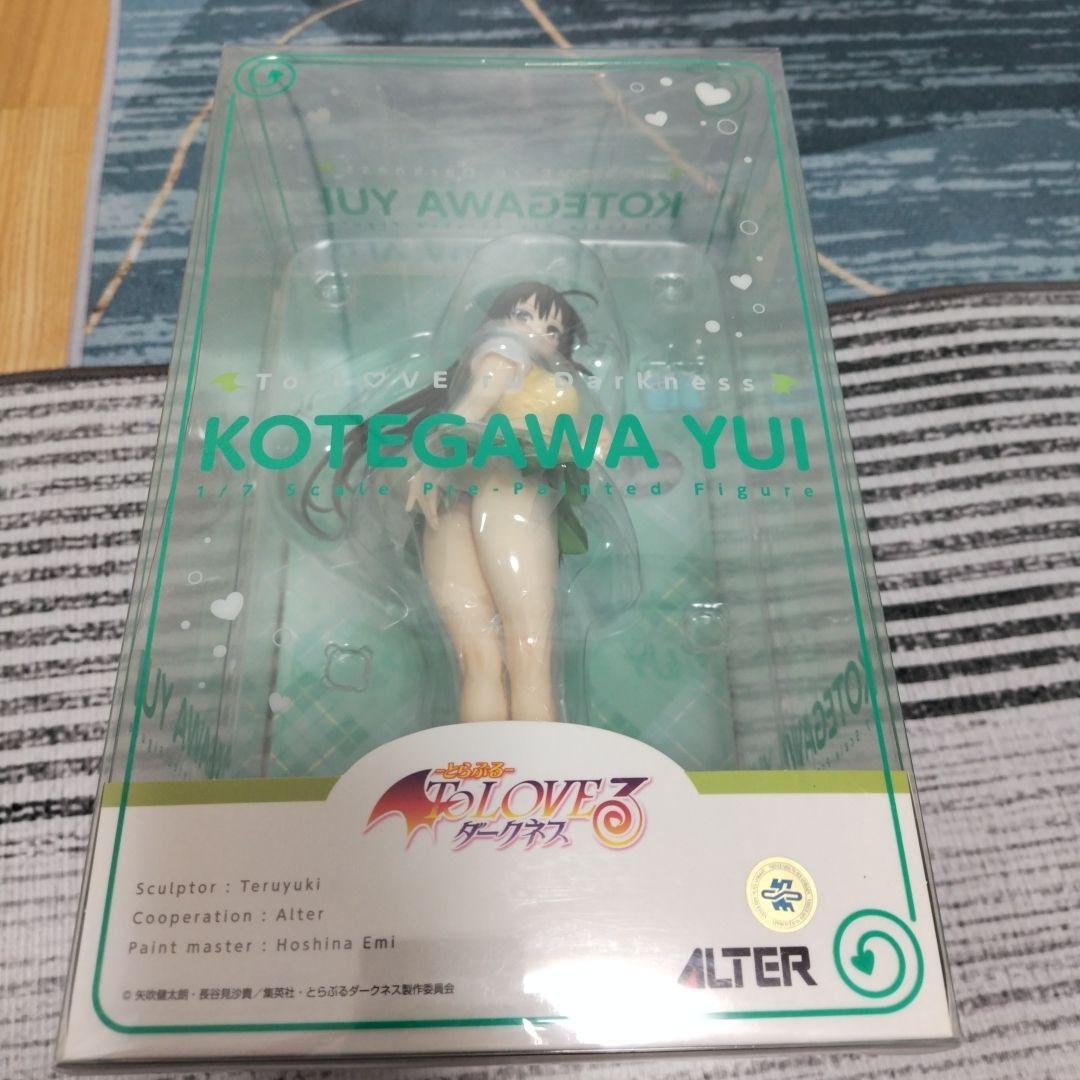 KOTEGAWA YUI
To LOVE ru Darkness
KOTEGAWA YUI
1/7 Scale Pre-Painted Figure
KOTEGAWA YUI
KOTEGAWA
-とらぶる-
To LOVEる
ダークネス
Sculptor : Teruyuki
Cooperation : Alter
Paint master : Hoshina Emi
ALTER
© 矢吹健太朗・長谷見沙貴／集英社・とらぶるダークネス製作委員会